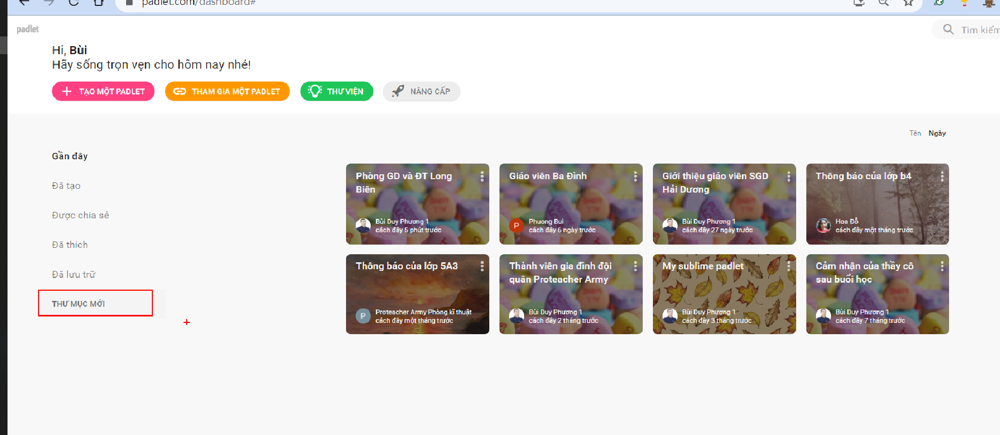 padlet.com/dashboard#
padlet
Tìm kiếm
Hi, Bùi
Hãy sống trọn vẹn cho hôm nay nhé!
TẠO MỘT PADLET
THAM GIA MỘT PADLET
THƯ VIỆN
NÂNG CẤP
Tên Ngày
Gần đây
Đã tạo
Được chia sẻ
Đã thích
Đã lưu trữ
THƯ MỤC MỚI
Phòng GD và ĐT Long
Biên
Bùi Duy Phương 1
cách đây 5 phút trước
Giáo viên Ba Đình
P
Phuong Bui
cách đây 6 ngày trước
Giới thiệu giáo viên SGD
Hải Dương
Bùi Duy Phương 1
cách đây 27 ngày trước
Thông báo của lớp b4
Hoa Đỗ
cách đây một tháng trước
Thông báo của lớp 5A3
P
Proteacher Army Phòng kĩ thuật
cách đây một tháng trước
Thành viên gia đình đội
quân Proteacher Army
Bùi Duy Phương 1
cách đây 2 tháng trước
My sublime padlet
Bùi Duy Phương 1
cách đây 3 tháng trước
Cảm nhận của thầy cô
sau buổi học
Bùi Duy Phương 1
cách đây 7 tháng trước